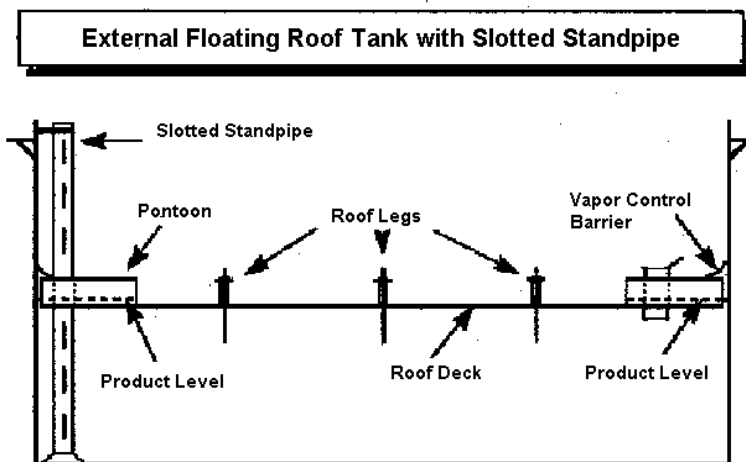 External Floating Roof Tank with Slotted Standpipe
Slotted Standpipe
Pontoon
Roof Legs
Vapor Control
Barrier
Product Level
Roof Deck
Product Level